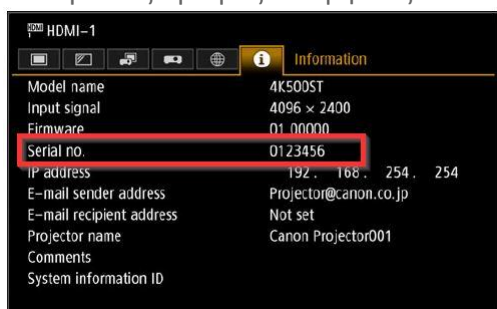 HDMI HDMI-1
Information
Model name 4K500ST
Input signal 4096 × 2400
Firmware 01.00000
Serial no. 0123456
IP address 192. 168. 254. 254
E-mail sender address Projector@canon.co.jp
E-mail recipient address Not set
Projector name Canon Projector001
Comments
System information ID